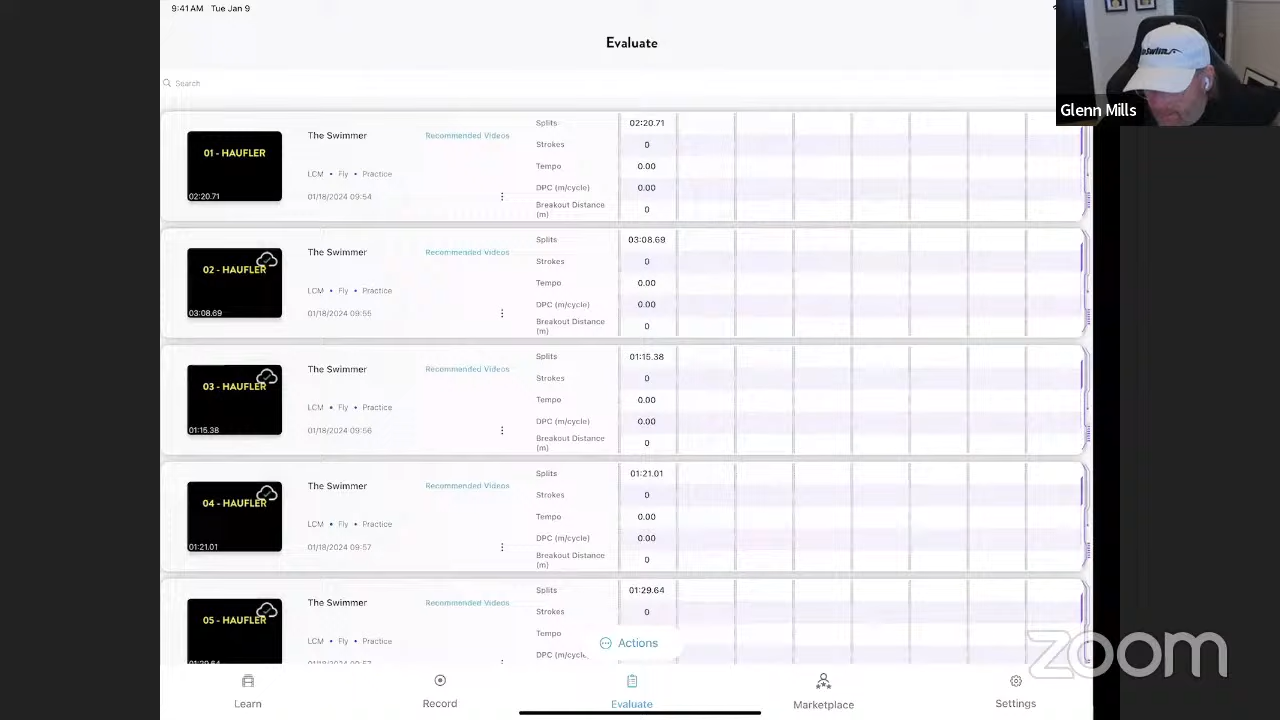 9:41 AM Tue Jan 9
Evaluate
Search
Glenn Mills
01 - HAUFLER
02:20.71
The Swimmer
Recommended Videos
LCM • Fly • Practice
01/18/2024 09:54
Splits 02:20.71
Strokes 0
Tempo 0.00
DPC (m/cycle) 0.00
Breakout Distance (m) 0
02 - HAUFLER
03:08.69
The Swimmer
Recommended Videos
LCM • Fly • Practice
01/18/2024 09:55
Splits 03:08.69
Strokes 0
Tempo 0.00
DPC (m/cycle) 0.00
Breakout Distance (m) 0
03 - HAUFLER
01:15.38
The Swimmer
Recommended Videos
LCM • Fly • Practice
01/18/2024 09:56
Splits 01:15.38
Strokes 0
Tempo 0.00
DPC (m/cycle) 0.00
Breakout Distance (m) 0
04 - HAUFLER
01:21.01
The Swimmer
Recommended Videos
LCM • Fly • Practice
01/18/2024 09:57
Splits 01:21.01
Strokes 0
Tempo 0.00
DPC (m/cycle) 0.00
Breakout Distance (m) 0
05 - HAUFLER
The Swimmer
Recommended Videos
LCM • Fly • Practice
Splits 01:29.64
Strokes 0
Tempo
DPC (m/cycle
Actions
zoom
Learn
Record
Evaluate
Marketplace
Settings